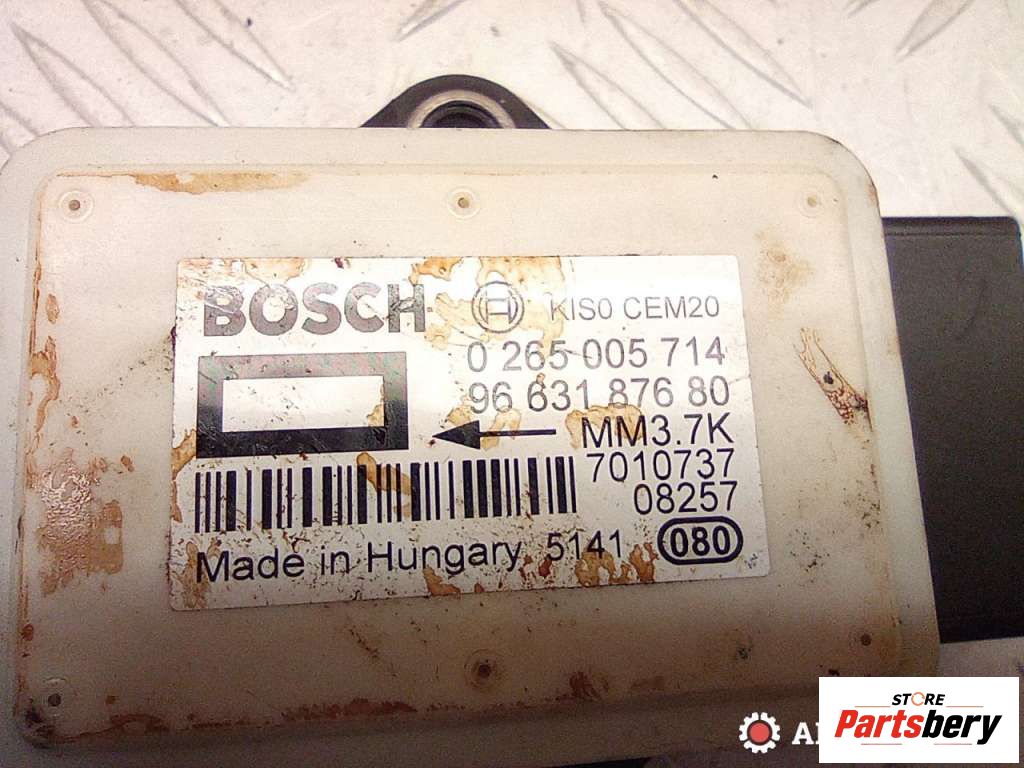 BOSCH KIS0 CEM20
0 265 005 714
96 631 876 80
MM3.7K
7010737
08257
Made in Hungary 5141 080
STORE
Partsbery